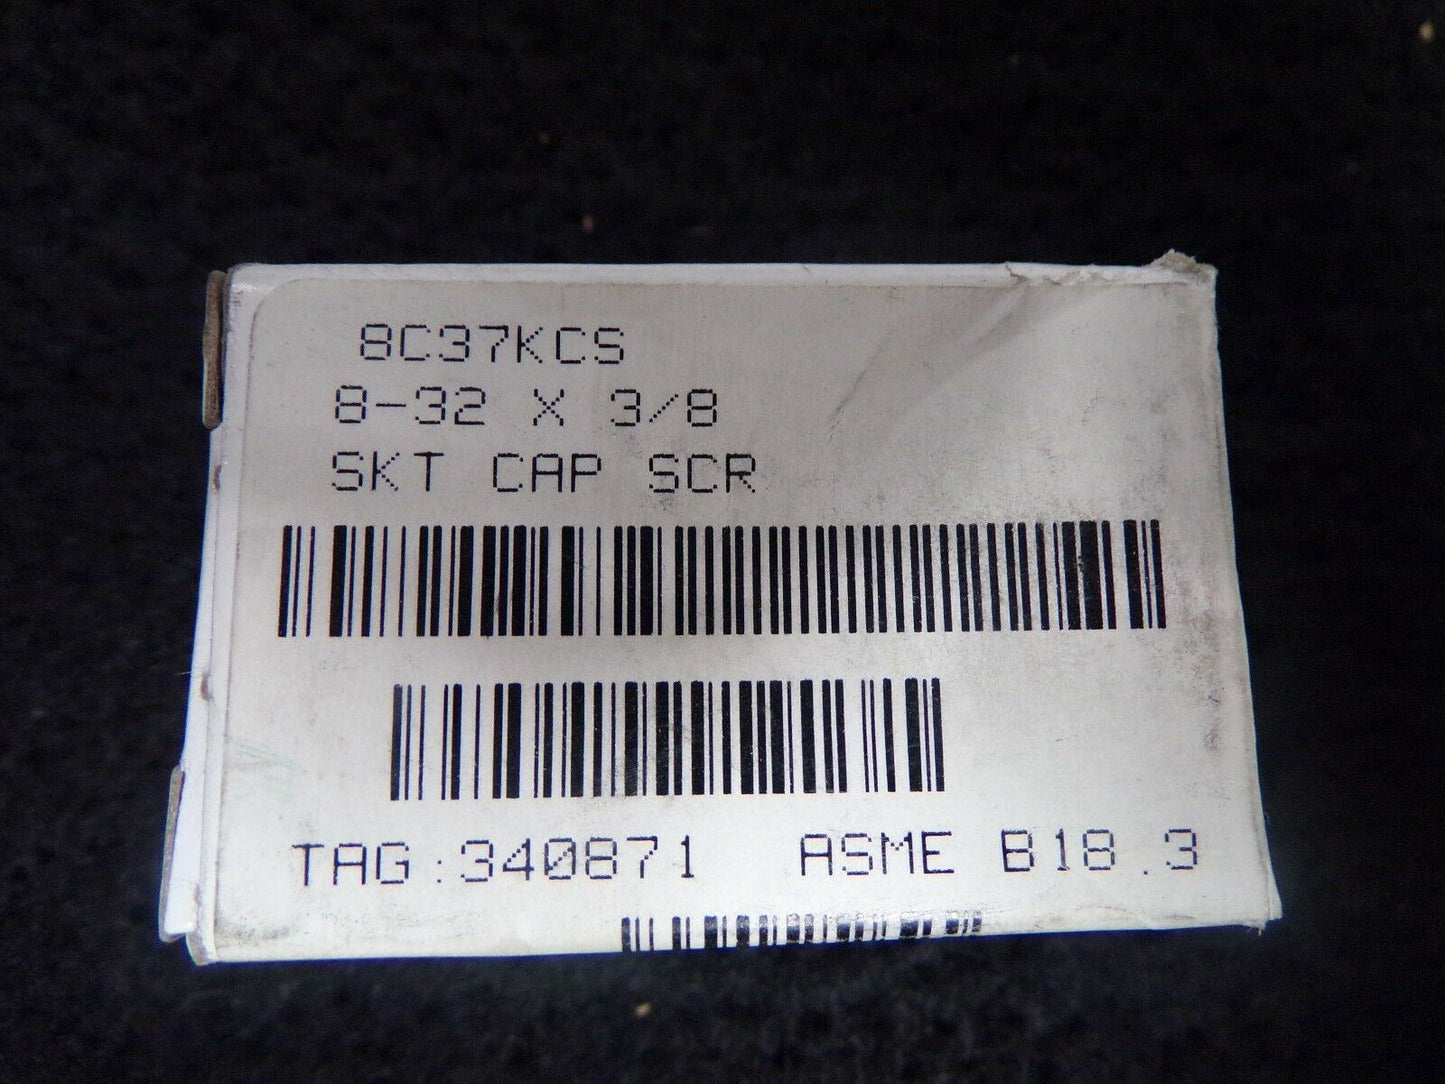 8C37KCS
8-32 X 3/8
SKT CAP SCR
TAG:340871 ASME B18.3